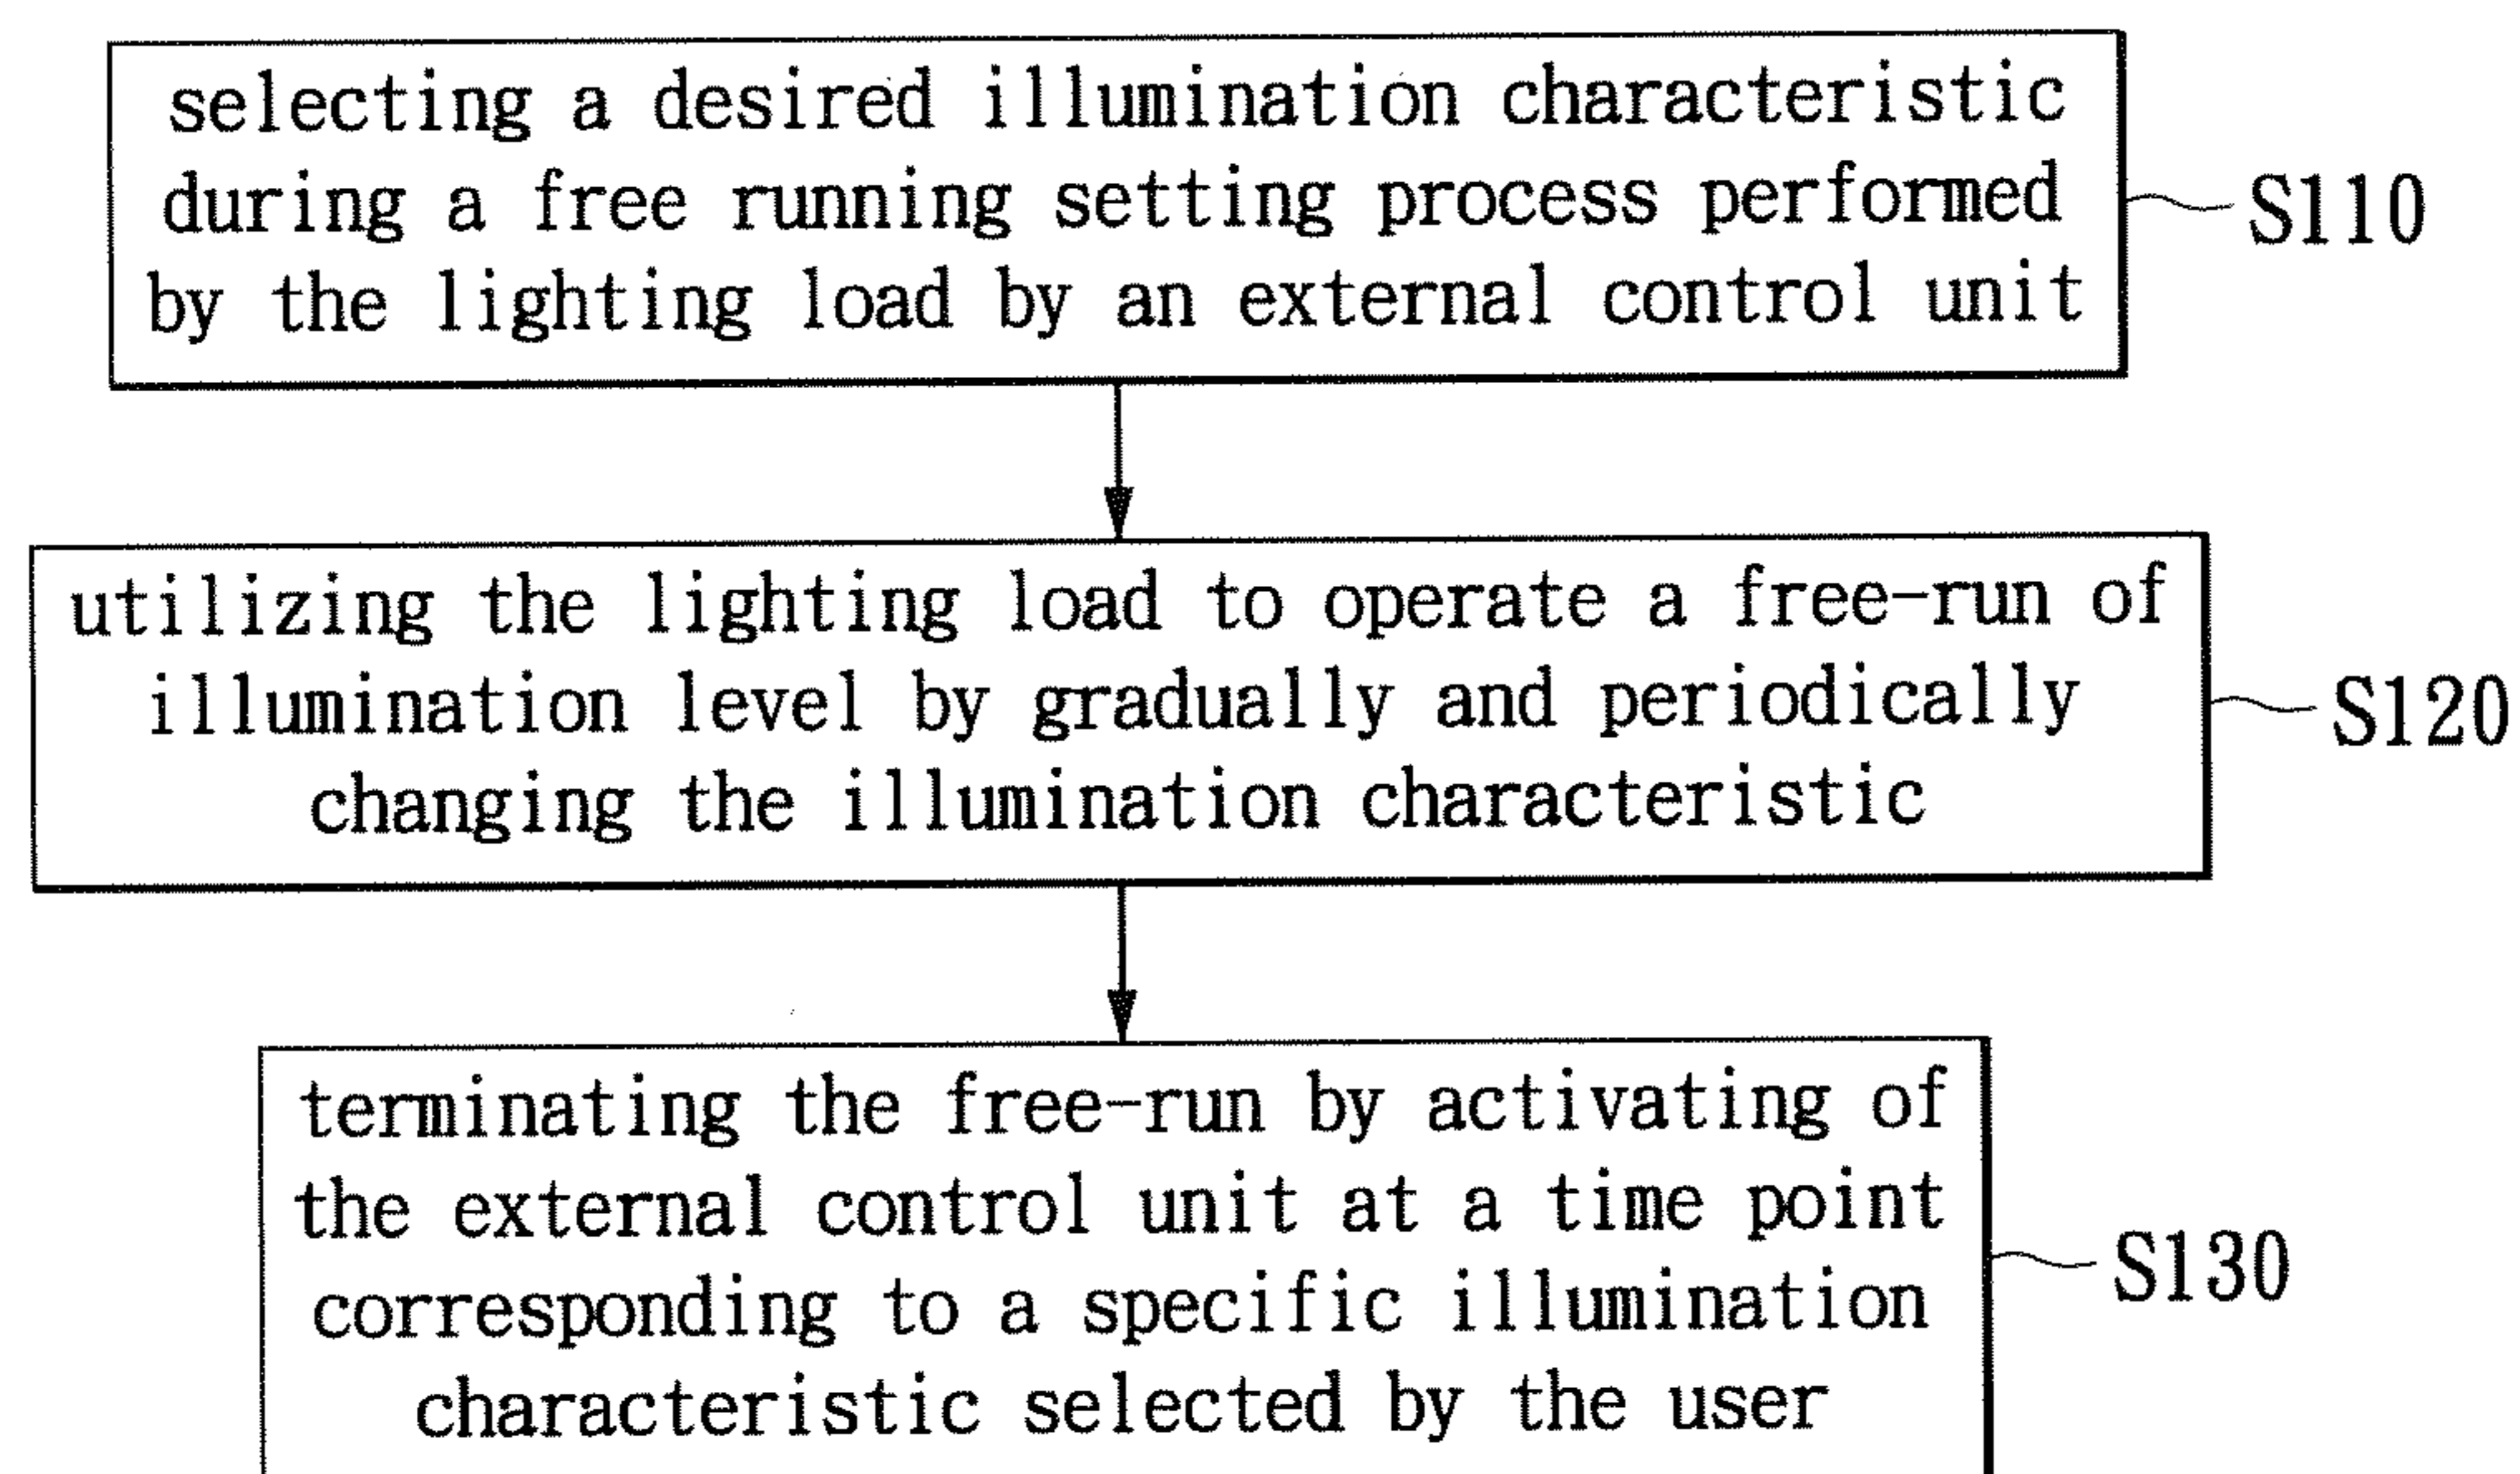 selecting a desired illumination characteristic
during a free running setting process performed
by the lighting load by an external control unit
S110
utilizing the lighting load to operate a free-run of
illumination level by gradually and periodically
changing the illumination characteristic
S120
terminating the free-run by activating of
the external control unit at a time point
corresponding to a specific illumination
characteristic selected by the user
S130